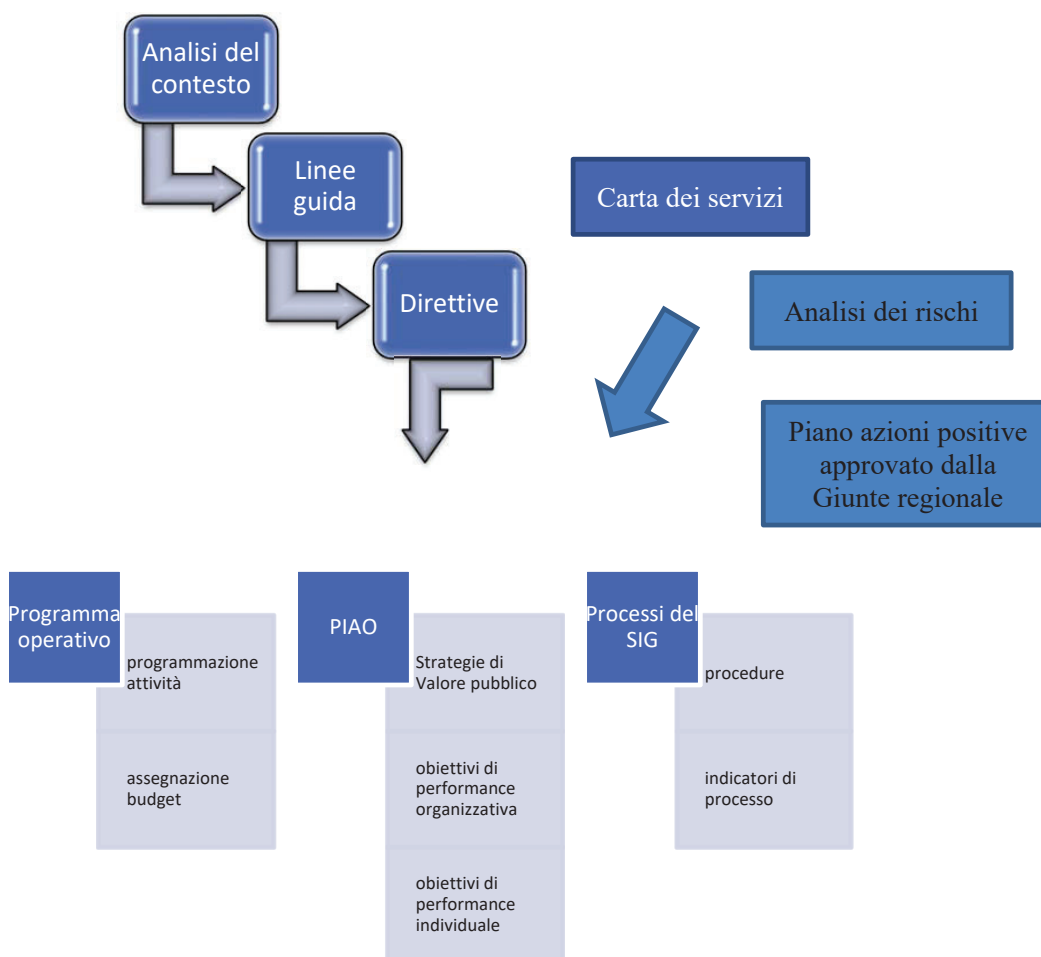 Analisi del
contesto
Linee
guida
Direttive
Carta dei servizi
Analisi dei rischi
Piano azioni positive
approvato dalla
Giunte regionale
Programma
operativo
programmazione
attività
assegnazione
budget
PIAO
Strategie di
Valore pubblico
obiettivi di
performance
organizzativa
obiettivi di
performance
individuale
Processi del
SIG
procedure
indicatori di
processo